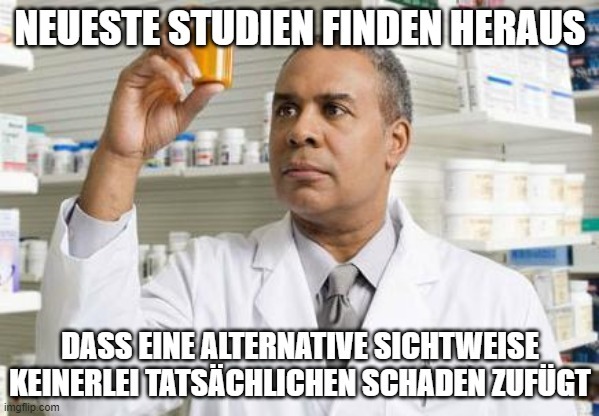 NEUESTE STUDIEN FINDEN HERAUS
DASS EINE ALTERNATIVE SICHTWEISE
KEINERLEI TATSÄCHLICHEN SCHADEN ZUFÜGT
imgflip.com